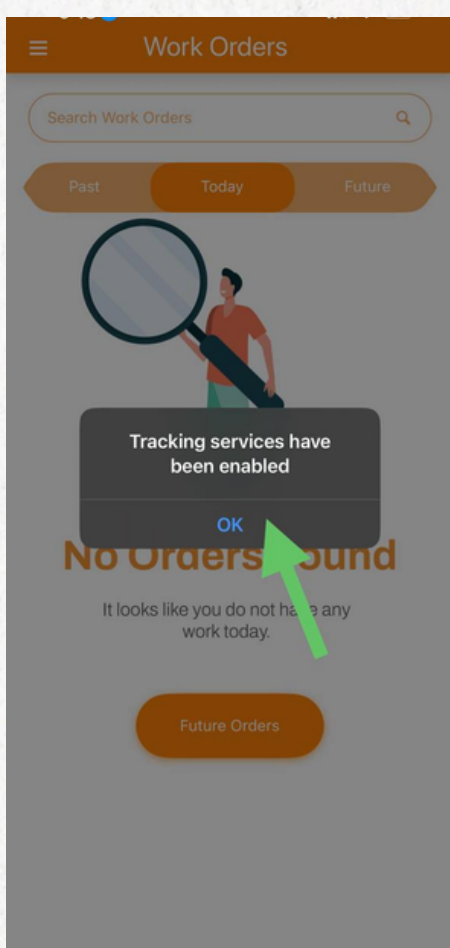 Work Orders
Search Work Orders
Past Today Future
Tracking services have
been enabled
OK
No Orders
It looks like you do not have any
work today.
Future Orders